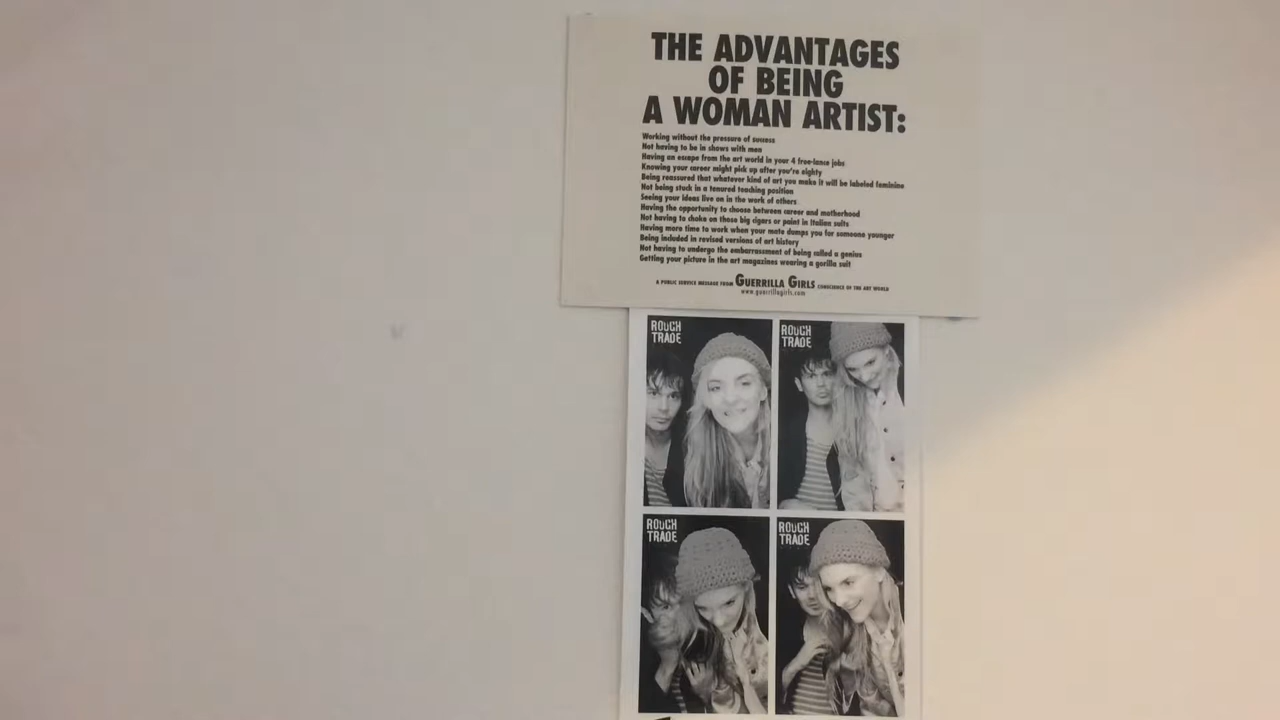 THE ADVANTAGES
OF BEING
A WOMAN ARTIST:
Working without the pressure of success
Not having to be in shows with men
Having an escape from the art world in your 4 free-lance jobs
Knowing your career might pick up after you're eighty
Being reassured that whatever kind of art you make it will be labeled feminine
Not being stuck in a tenured teaching position
Seeing your ideas live on in the work of others
Having the opportunity to choose between career and motherhood
Not having to choke on those big cigars or paint in Italian suits
Having more time to work when your mate dumps you for someone younger
Being included in revised versions of art history
Not having to undergo the embarrassment of being called a genius
Getting your picture in the art magazines wearing a gorilla suit
A PUBLIC SERVICE MESSAGE FROM GUERRILLA GIRLS CONSCIENCE OF THE ART WORLD
www.guerrillagirls.com
ROUGH
TRADE
ROUGH
TRADE
ROUGH
TRADE
ROUGH
TRADE